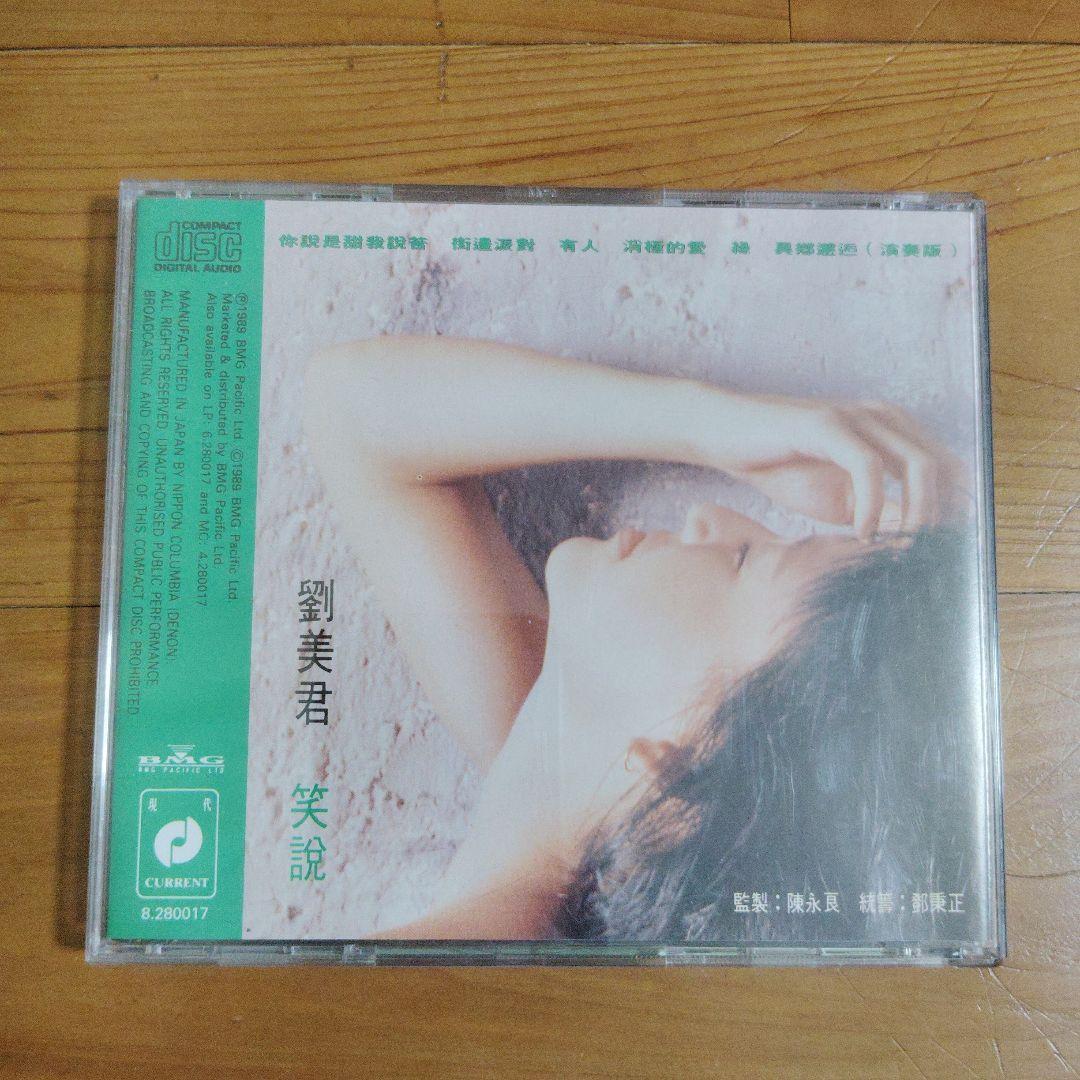 COMPACT
disc
DIGITAL AUDIO
你說是甜我說苦 街邊派對 有人 消極的愛 緣 異鄉邂逅(演奏版)
Ⓟ1989 BMG Pacific Ltd. ©1989 BMG Pacific Ltd.
Marketed & distributed by BMG Pacific Ltd.
Also available on LP: 6.280017 and MC: 4.280017
MANUFACTURED IN JAPAN BY NIPPON COLUMBIA (DENON)
ALL RIGHTS RESERVED. UNAUTHORISED PUBLIC PERFORMANCE
BROADCASTING AND COPYING OF THIS COMPACT DISC PROHIBITED
劉美君 笑說
BMG
BMG PACIFIC LTD
現代
CURRENT
8.280017
監製:陳永良 統籌:鄧秉正